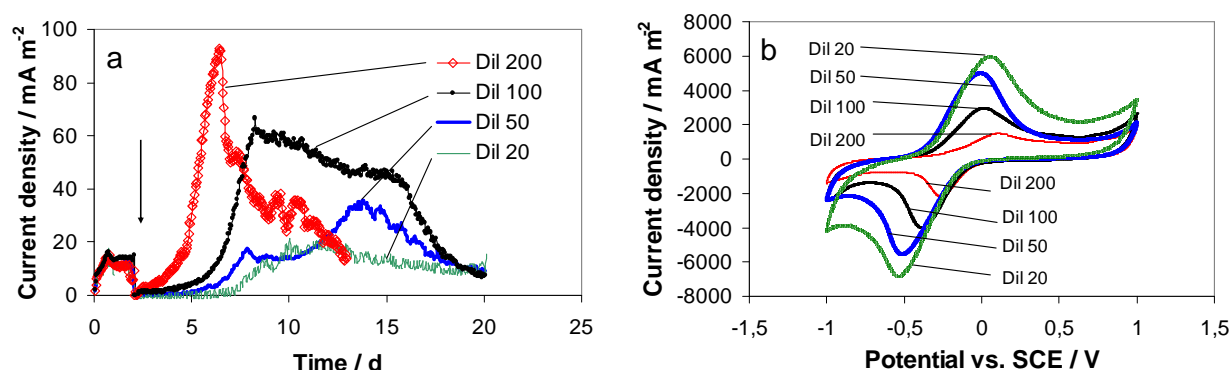 a
Current density / mA m-2
100
80
60
40
20
0
Dil 200
Dil 100
Dil 50
Dil 20
0 5 10 15 20 25
Time / d
b
Current density / mA m-2
8000
6000
4000
2000
0
-2000
-4000
-6000
-8000
Dil 20
Dil 50
Dil 100
Dil 200
Dil 200
Dil 100
Dil 50
Dil 20
-1,5 -1 -0,5 0 0,5 1 1,5
Potential vs. SCE / V